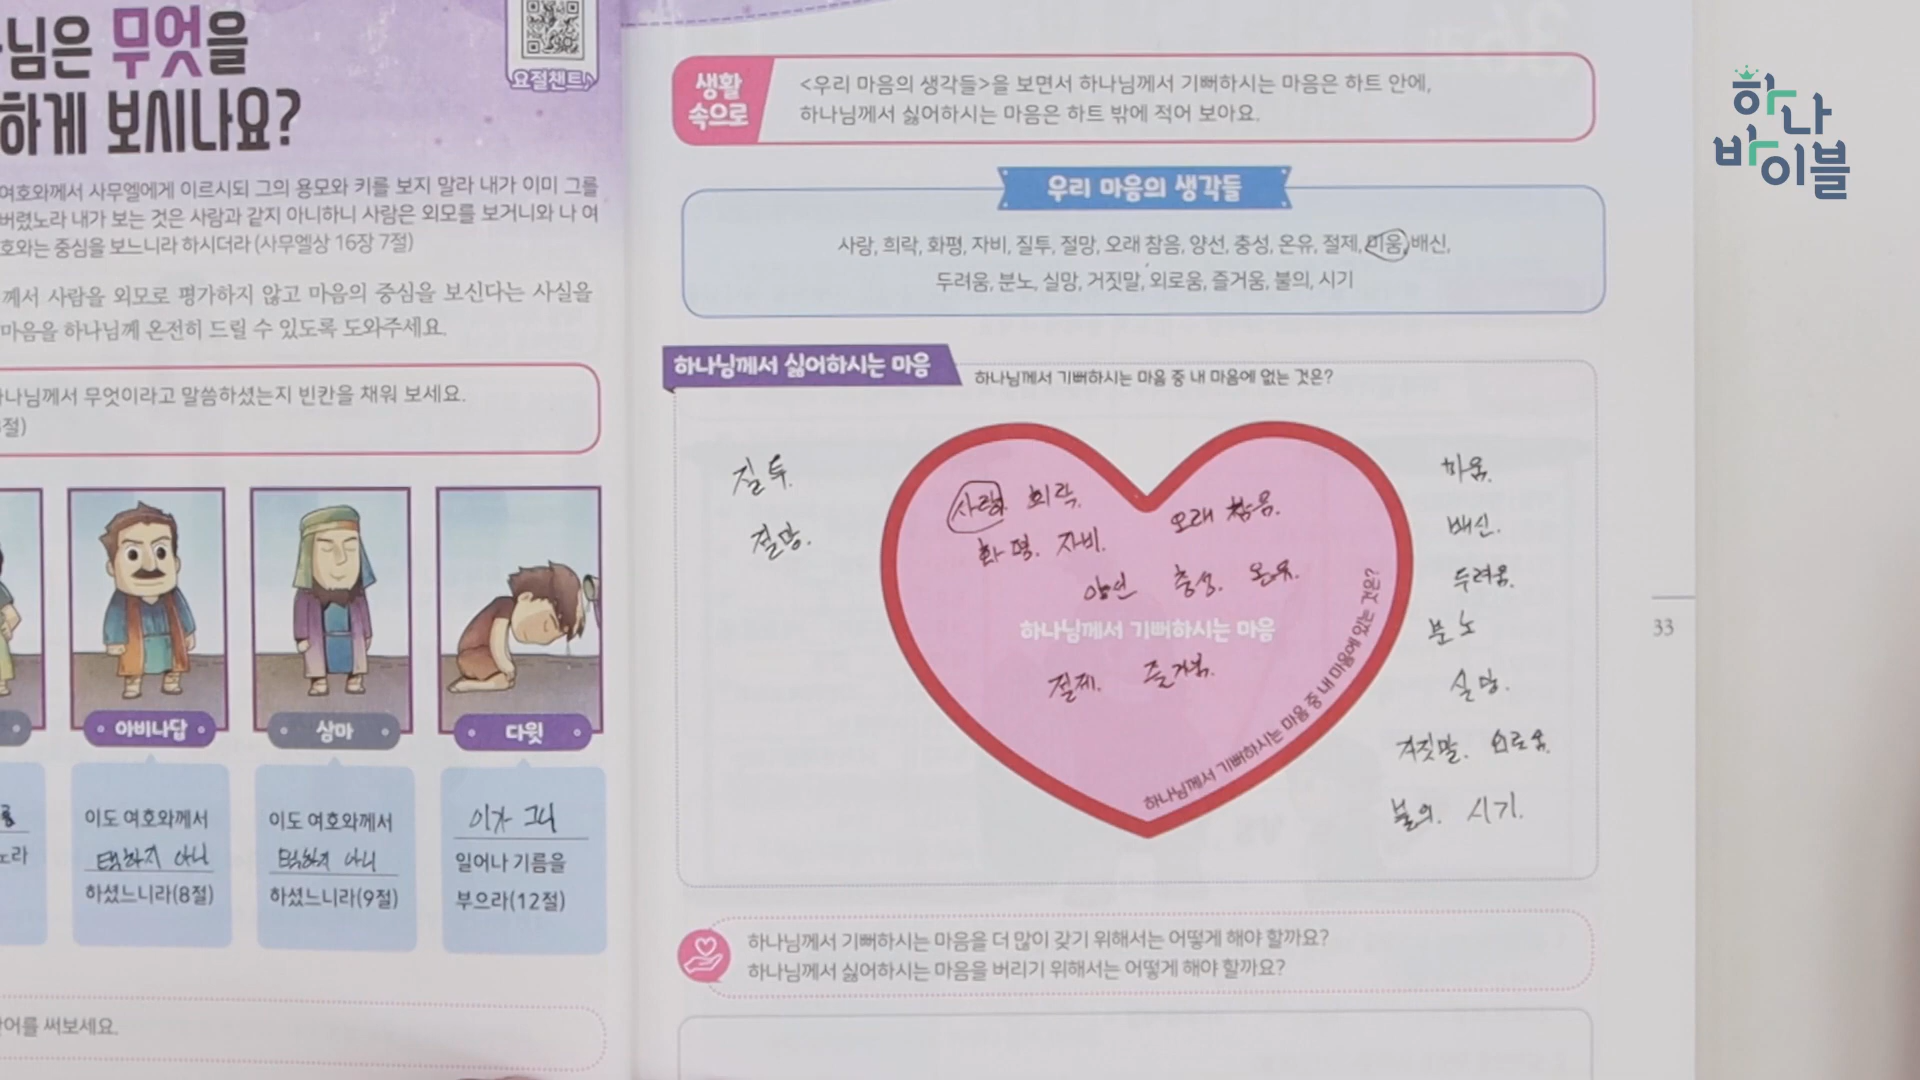 님은 무엇을
하게 보시나요?
요절챈트♪
여호와께서 사무엘에게 이르시되 그의 용모와 키를 보지 말라 내가 이미 그를
버렸노라 내가 보는 것은 사람과 같지 아니하니 사람은 외모를 보거니와 나 여
호와는 중심을 보느니라 하시더라 (사무엘상 16장 7절)
께서 사람을 외모로 평가하지 않고 마음의 중심을 보신다는 사실을
마음을 하나님께 온전히 드릴 수 있도록 도와주세요.
하나님께서 무엇이라고 말씀하셨는지 빈칸을 채워 보세요.
절)
아비나답
삼마
다윗
노라
이도 여호와께서
택하지 아니
하셨느니라(8절)
이도 여호와께서
택하지 아니
하셨느니라(9절)
이가 그니
일어나 기름을
부으라(12절)
단어를 써보세요.
생활
속으로
<우리 마음의 생각들>을 보면서 하나님께서 기뻐하시는 마음은 하트 안에,
하나님께서 싫어하시는 마음은 하트 밖에 적어 보아요.
우리 마음의 생각들
사랑, 희락, 화평, 자비, 질투, 절망, 오래 참음, 양선, 충성, 온유, 절제, 미움, 배신,
두려움, 분노, 실망, 거짓말, 외로움, 즐거움, 불의, 시기
하나님께서 싫어하시는 마음
하나님께서 기뻐하시는 마음 중 내 마음에 없는 것은?
질투.
절망.
사랑. 희락.
화평. 자비.
오래 참음.
양선 충성. 온유.
하나님께서 기뻐하시는 마음
절제. 즐거움.
하나님께서 기뻐하시는 마음 중 내 마음에 있는 것은?
미움.
배신.
두려움.
분노
실망.
거짓말. 외로움.
불의. 시기.
33
하나님께서 기뻐하시는 마음을 더 많이 갖기 위해서는 어떻게 해야 할까요?
하나님께서 싫어하시는 마음을 버리기 위해서는 어떻게 해야 할까요?
하나
바이블